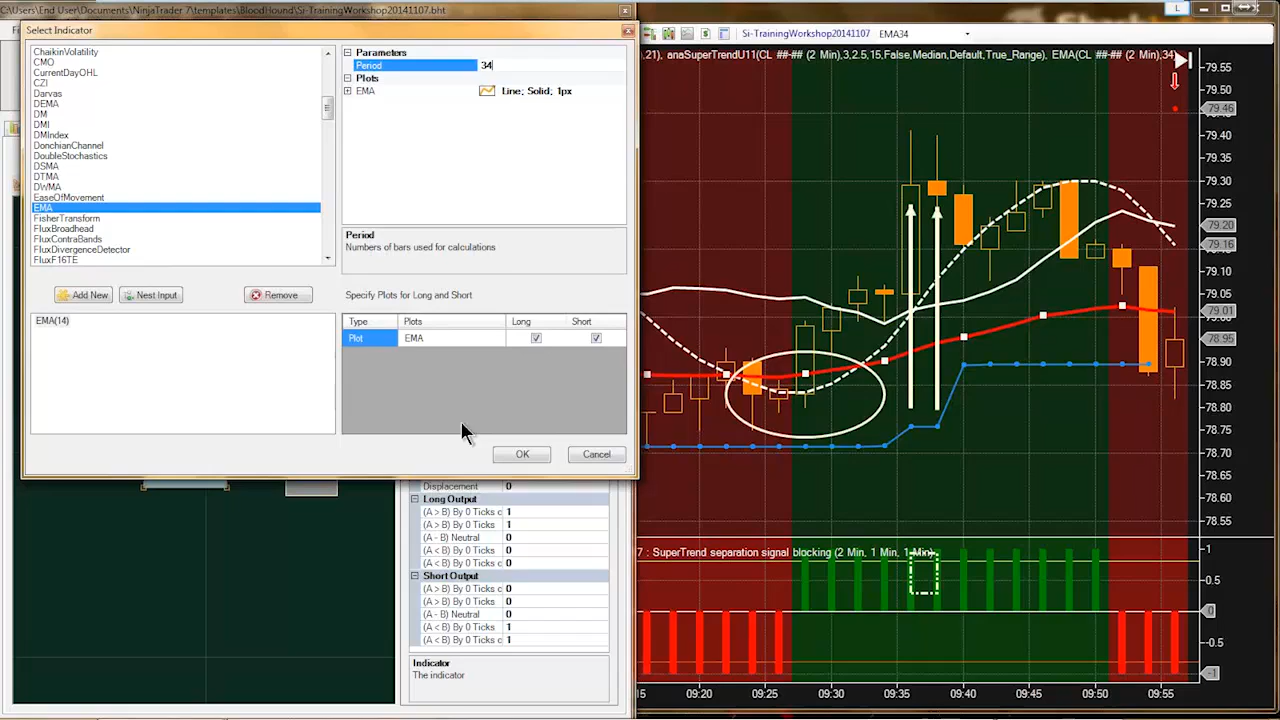 C:\Users\End User\Documents\NinjaTrader 7\templates\BloodHound\Si-TrainingWorkshop20141107.bht
L
Select Indicator
ChaikinVolatility
CMO
CurrentDayOHL
CZI
Darvas
DEMA
DM
DMI
DMIndex
DonchianChannel
DoubleStochastics
DSMA
DTMA
DWMA
EaseOfMovement
EMA
FisherTransform
FluxBroadhead
FluxContraBands
FluxDivergenceDetector
FluxF16TE
Parameters
Period 34
Plots
EMA Line; Solid; 1px
Period
Numbers of bars used for calculations
Add New
Nest Input
Remove
Specify Plots for Long and Short
EMA(14)
Type Plots Long Short
Plot EMA
OK
Cancel
Displacement 0
Long Output
(A > B) By 0 Ticks c 1
(A > B) By 0 Ticks 1
(A - B) Neutral 0
(A < B) By 0 Ticks 0
(A < B) By 0 Ticks c 0
Short Output
(A > B) By 0 Ticks c 0
(A > B) By 0 Ticks 0
(A - B) Neutral 0
(A < B) By 0 Ticks 1
(A < B) By 0 Ticks c 1
Indicator
The indicator
Si-TrainingWorkshop20141107 EMA34
,21), anaSuperTrendU11(CL ##-## (2 Min),3,2.5,15,False,Median,Default,True_Range), EMA(CL ##-## (2 Min),34)
79.55
79.46
79.40
79.35
79.30
79.20
79.16
79.10
79.05
79.01
78.95
78.90
78.85
78.80
78.70
78.65
78.60
78.55
7 : SuperTrend separation signal blocking (2 Min, 1 Min, 1 Min)
1
0.5
0
-0.5
-1
:15 09:20 09:25 09:30 09:35 09:40 09:45 09:50 09:55